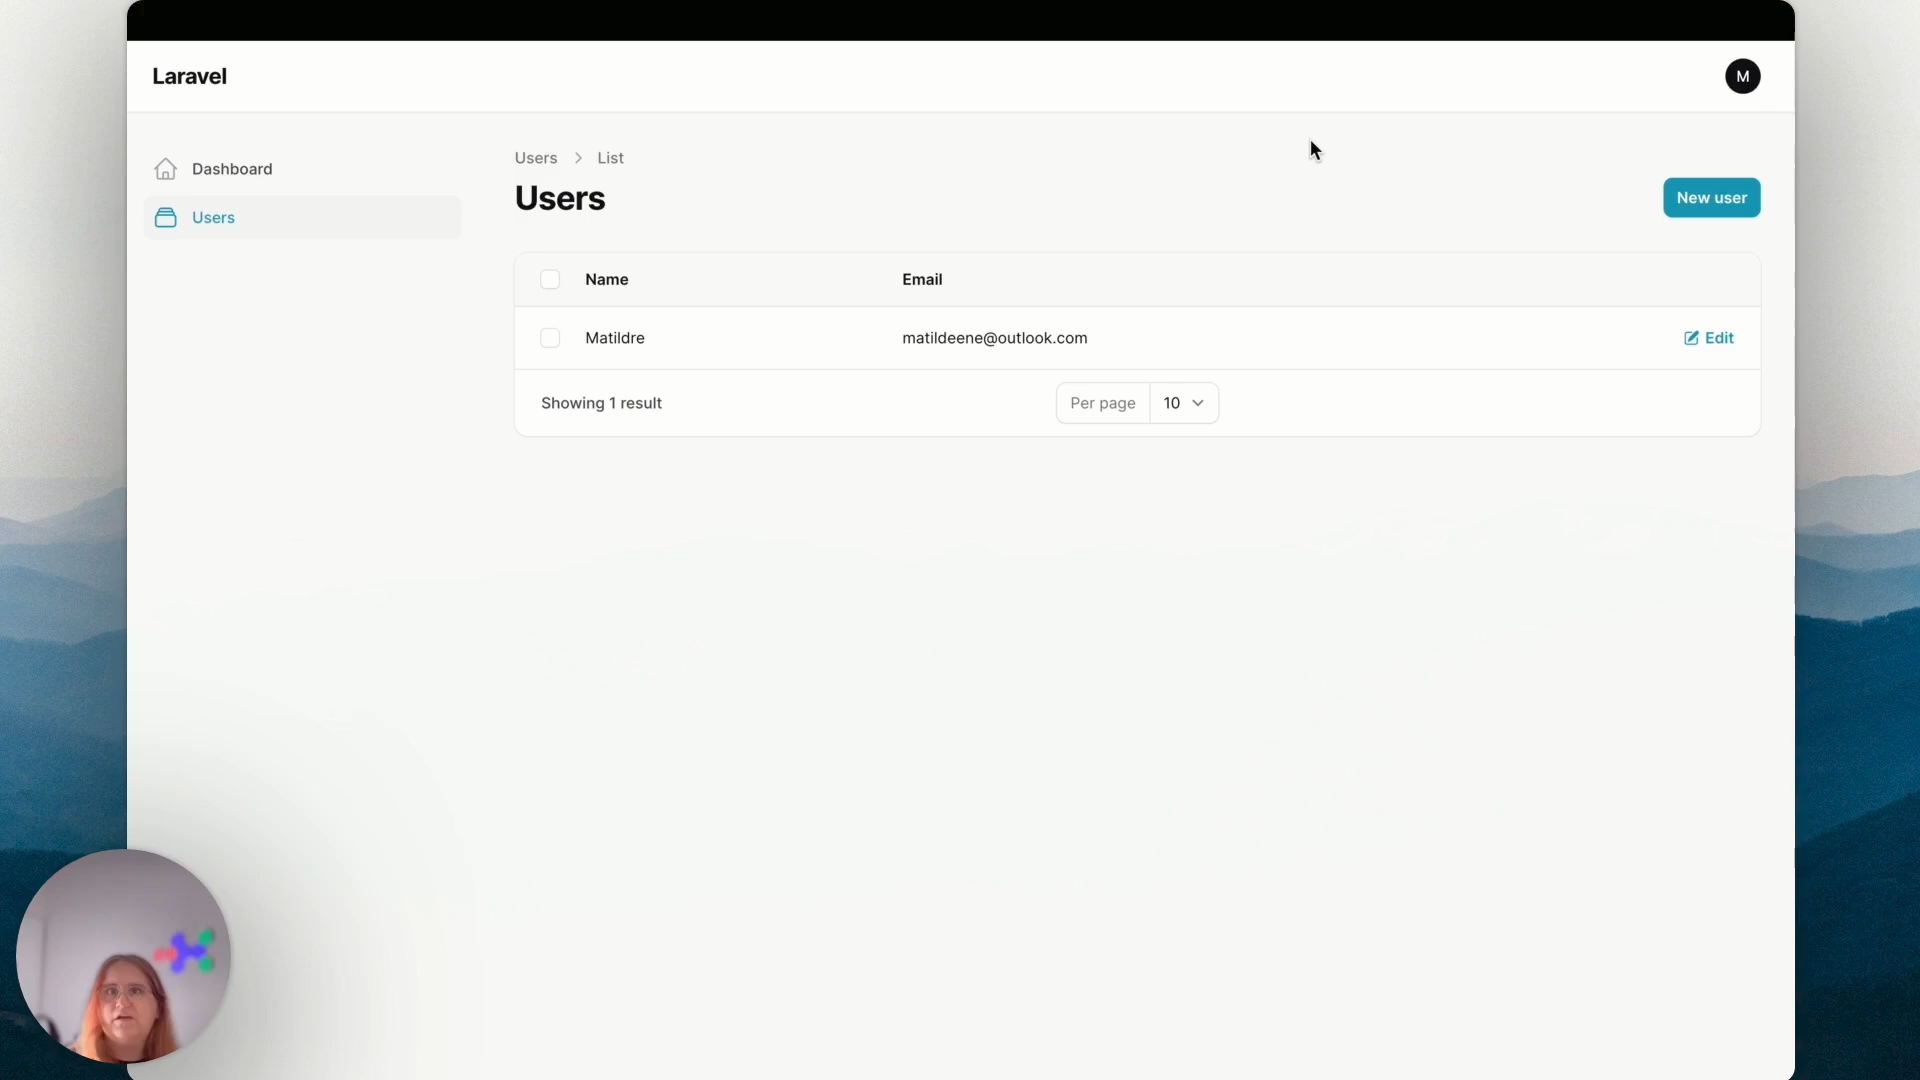 Laravel
M
Dashboard
Users
Users > List
Users
New user
Name Email
Matildre matildeene@outlook.com Edit
Showing 1 result Per page 10